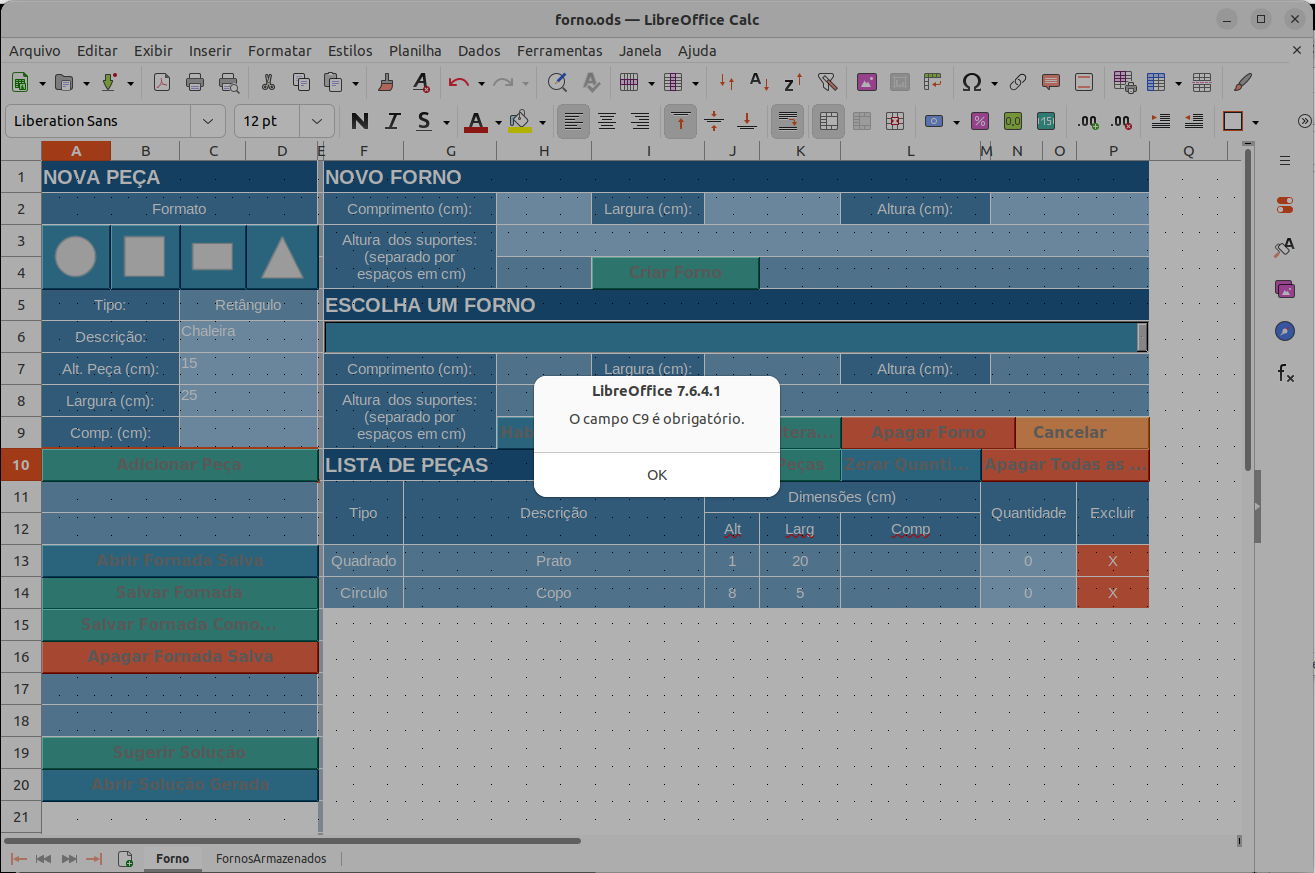 forno.ods — LibreOffice Calc
Arquivo Editar Exibir Inserir Formatar Estilos Planilha Dados Ferramentas Janela Ajuda
Liberation Sans 12 pt N I S A
A B C D E F G H I J K L M N O P Q
1 NOVA PEÇA NOVO FORNO
2 Formato Comprimento (cm): Largura (cm): Altura (cm):
3 Altura dos suportes:
(separado por
4 espaços em cm) Criar Forno
5 Tipo: Retângulo ESCOLHA UM FORNO
6 Descrição: Chaleira
7 Alt. Peça (cm): 15 Comprimento (cm): Largura (cm): Altura (cm):
8 Largura (cm): 25 Altura dos suportes:
(separado por
9 Comp. (cm): espaços em cm) Apagar Forno Cancelar
10 Adicionar Peça LISTA DE PEÇAS Peças Zerar Quanti... Apagar Todas as ...
11 Tipo Descrição Dimensões (cm) Quantidade Excluir
12 Alt Larg Comp
13 Abrir Fornada Salva Quadrado Prato 1 20 0 X
14 Salvar Fornada Círculo Copo 8 5 0 X
15 Salvar Fornada Como...
16 Apagar Fornada Salva
17
18
19 Sugerir Solução
20 Abrir Solução Gerada
21
LibreOffice 7.6.4.1
O campo C9 é obrigatório.
OK
Forno FornosArmazenados